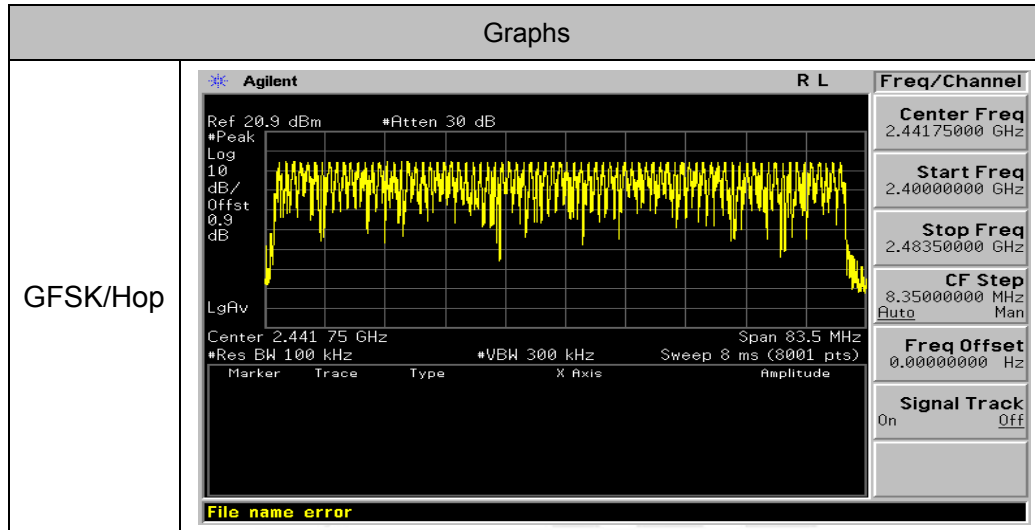 Graphs
GFSK/Hop
Agilent
R L
Freq/Channel
Ref 20.9 dBm #Atten 30 dB
#Peak
Log
10
dB/
Offst
0.9
dB
LgAv
Center 2.441 75 GHz Span 83.5 MHz
#Res BW 100 kHz #VBW 300 kHz Sweep 8 ms (8001 pts)
Marker Trace Type X Axis Amplitude
File name error
Center Freq
2.44175000 GHz
Start Freq
2.40000000 GHz
Stop Freq
2.48350000 GHz
CF Step
8.35000000 MHz
Auto Man
Freq Offset
0.00000000 Hz
Signal Track
On Off